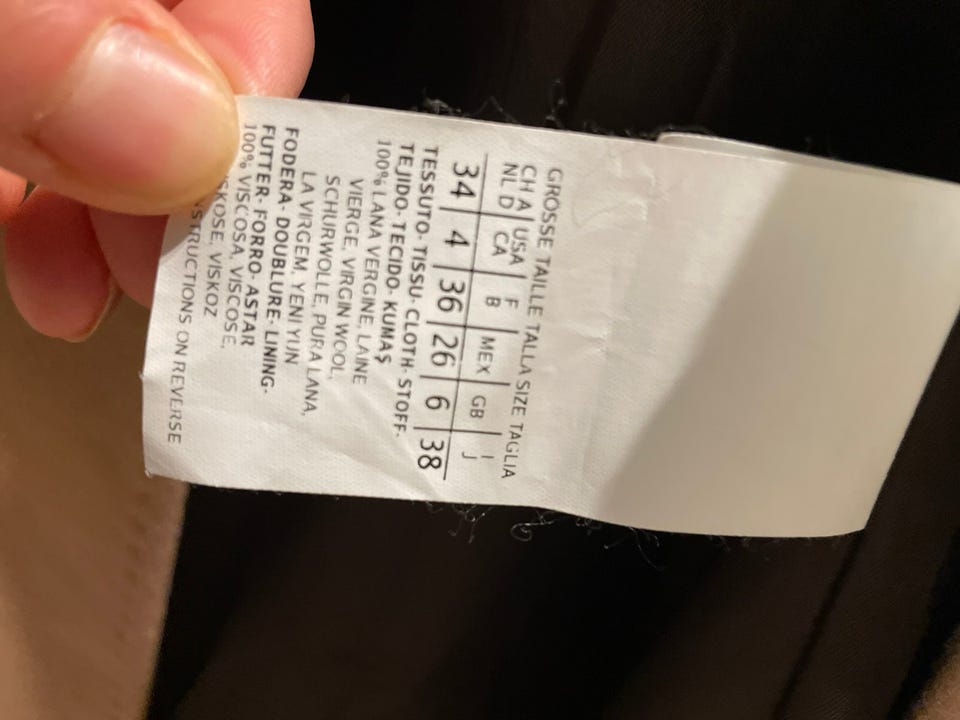 GROSSE TAILLE TALLA SIZE TAGLIA
CH A | USA | F | MEX | GB | I
NL D | CA | B | J
34 | 4 | 36 | 26 | 6 | 38
TESSUTO- TISSU- CLOTH- STOFF-
TEJIDO- TECIDO- KUMAŞ
100% LANA VERGINE, LAINE
VIERGE, VIRGIN WOOL,
SCHURWOLLE, PURA LANA,
LA VIRGEM, YENI YUN
FODERA- DOUBLURE- LINING-
FUTTER- FORRO- ASTAR
100% VISCOSA, VISCOSE,
SKOSE, VISKOZ
STRUCTIONS ON REVERSE